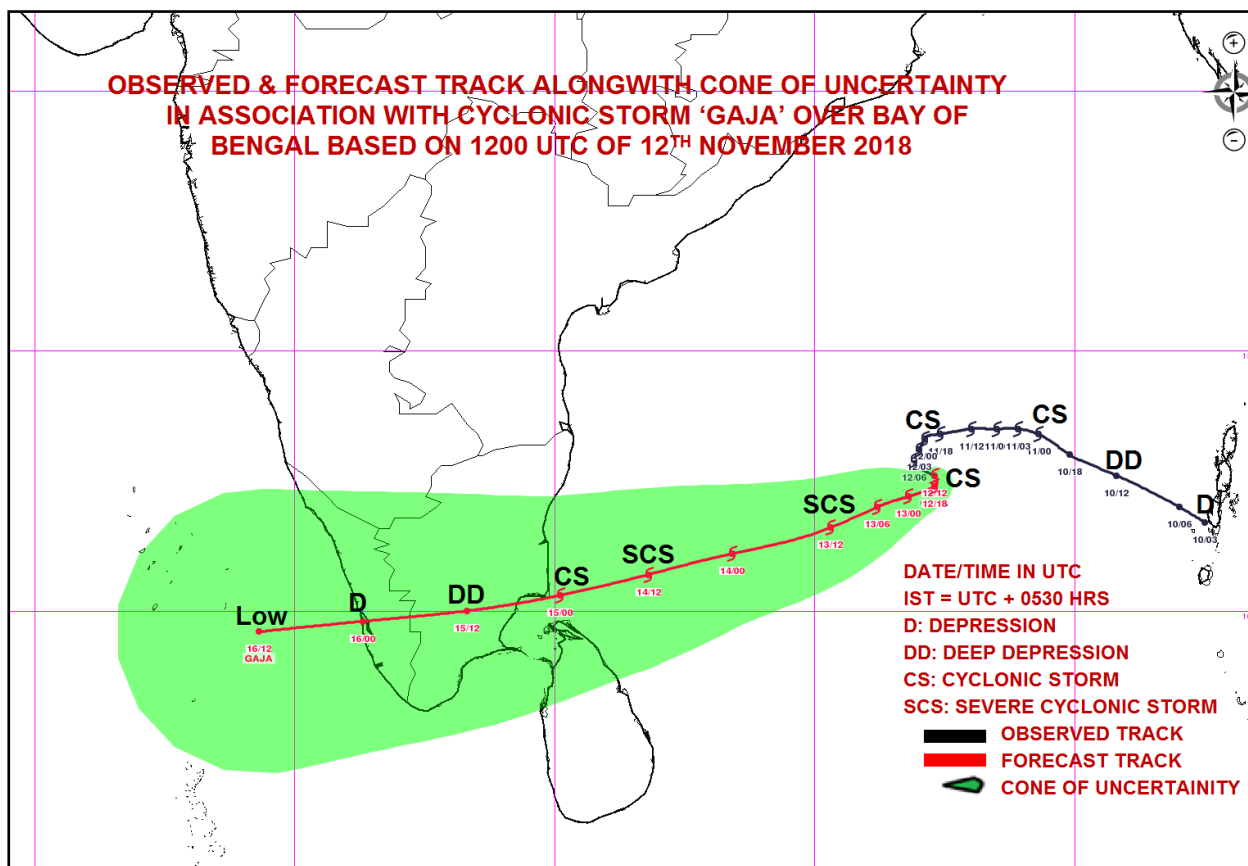 OBSERVED & FORECAST TRACK ALONGWITH CONE OF UNCERTAINTY
IN ASSOCIATION WITH CYCLONIC STORM ‘GAJA’ OVER BAY OF
BENGAL BASED ON 1200 UTC OF 12TH NOVEMBER 2018
CS
CS
11/18
11/12
11/03
11/00
12/00
12/03
12/06
10/18
DD
10/12
D
10/06
10/03
CS
12/12
12/18
13/00
13/06
SCS
13/12
14/00
SCS
14/12
CS
15/00
DD
15/12
D
16/00
Low
16/12
GAJA
DATE/TIME IN UTC
IST = UTC + 0530 HRS
D: DEPRESSION
DD: DEEP DEPRESSION
CS: CYCLONIC STORM
SCS: SEVERE CYCLONIC STORM
OBSERVED TRACK
FORECAST TRACK
CONE OF UNCERTAINITY